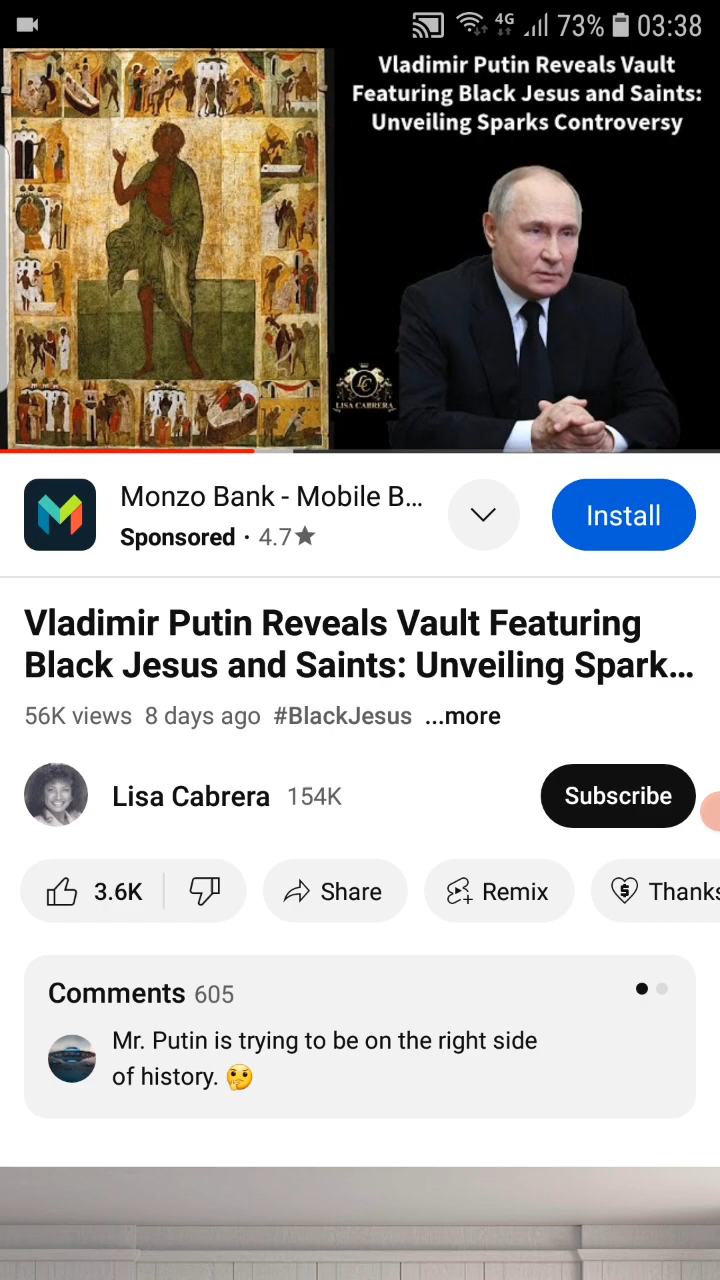 4G
73%
03:38
Vladimir Putin Reveals Vault
Featuring Black Jesus and Saints:
Unveiling Sparks Controversy
LC
LISA CABRERA
Monzo Bank - Mobile B...
Install
Sponsored · 4.7★
Vladimir Putin Reveals Vault Featuring
Black Jesus and Saints: Unveiling Spark...
56K views 8 days ago #BlackJesus ...more
Lisa Cabrera 154K
Subscribe
3.6K
Share
Remix
Thanks
Comments 605
Mr. Putin is trying to be on the right side
of history. 🤔